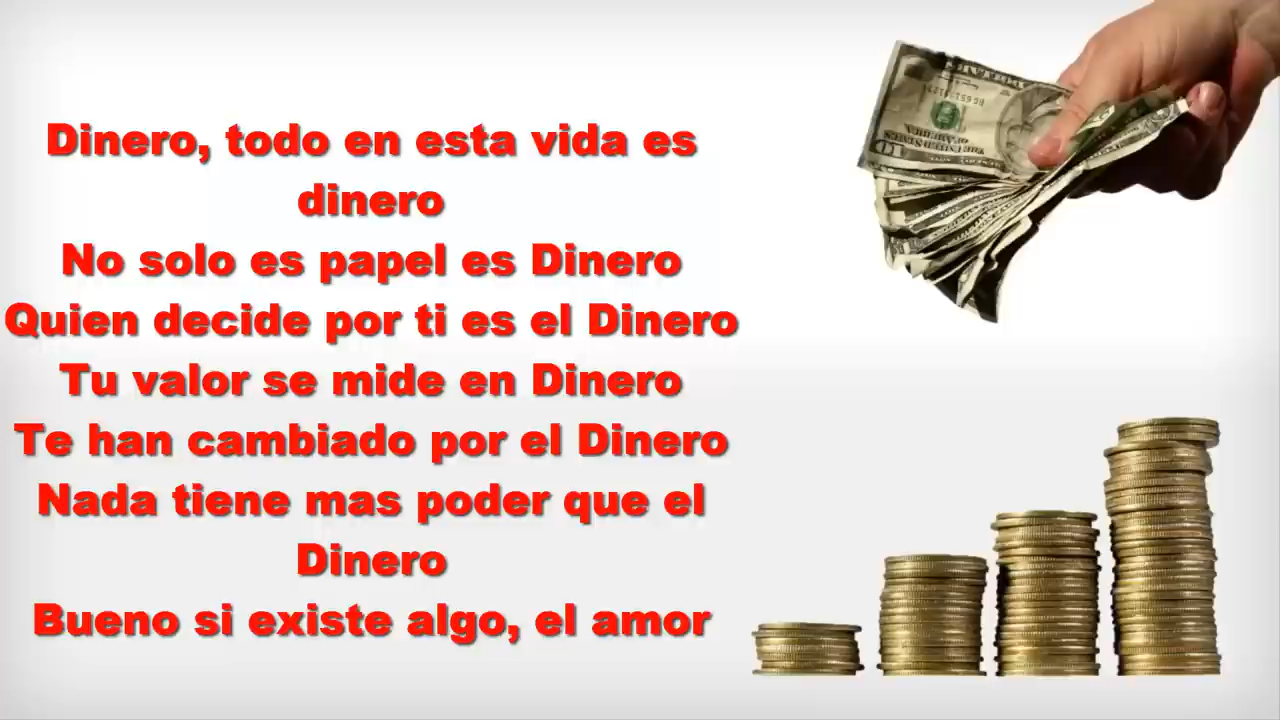 Dinero, todo en esta vida es
dinero
No solo es papel es Dinero
Quien decide por ti es el Dinero
Tu valor se mide en Dinero
Te han cambiado por el Dinero
Nada tiene mas poder que el
Dinero
Bueno si existe algo, el amor